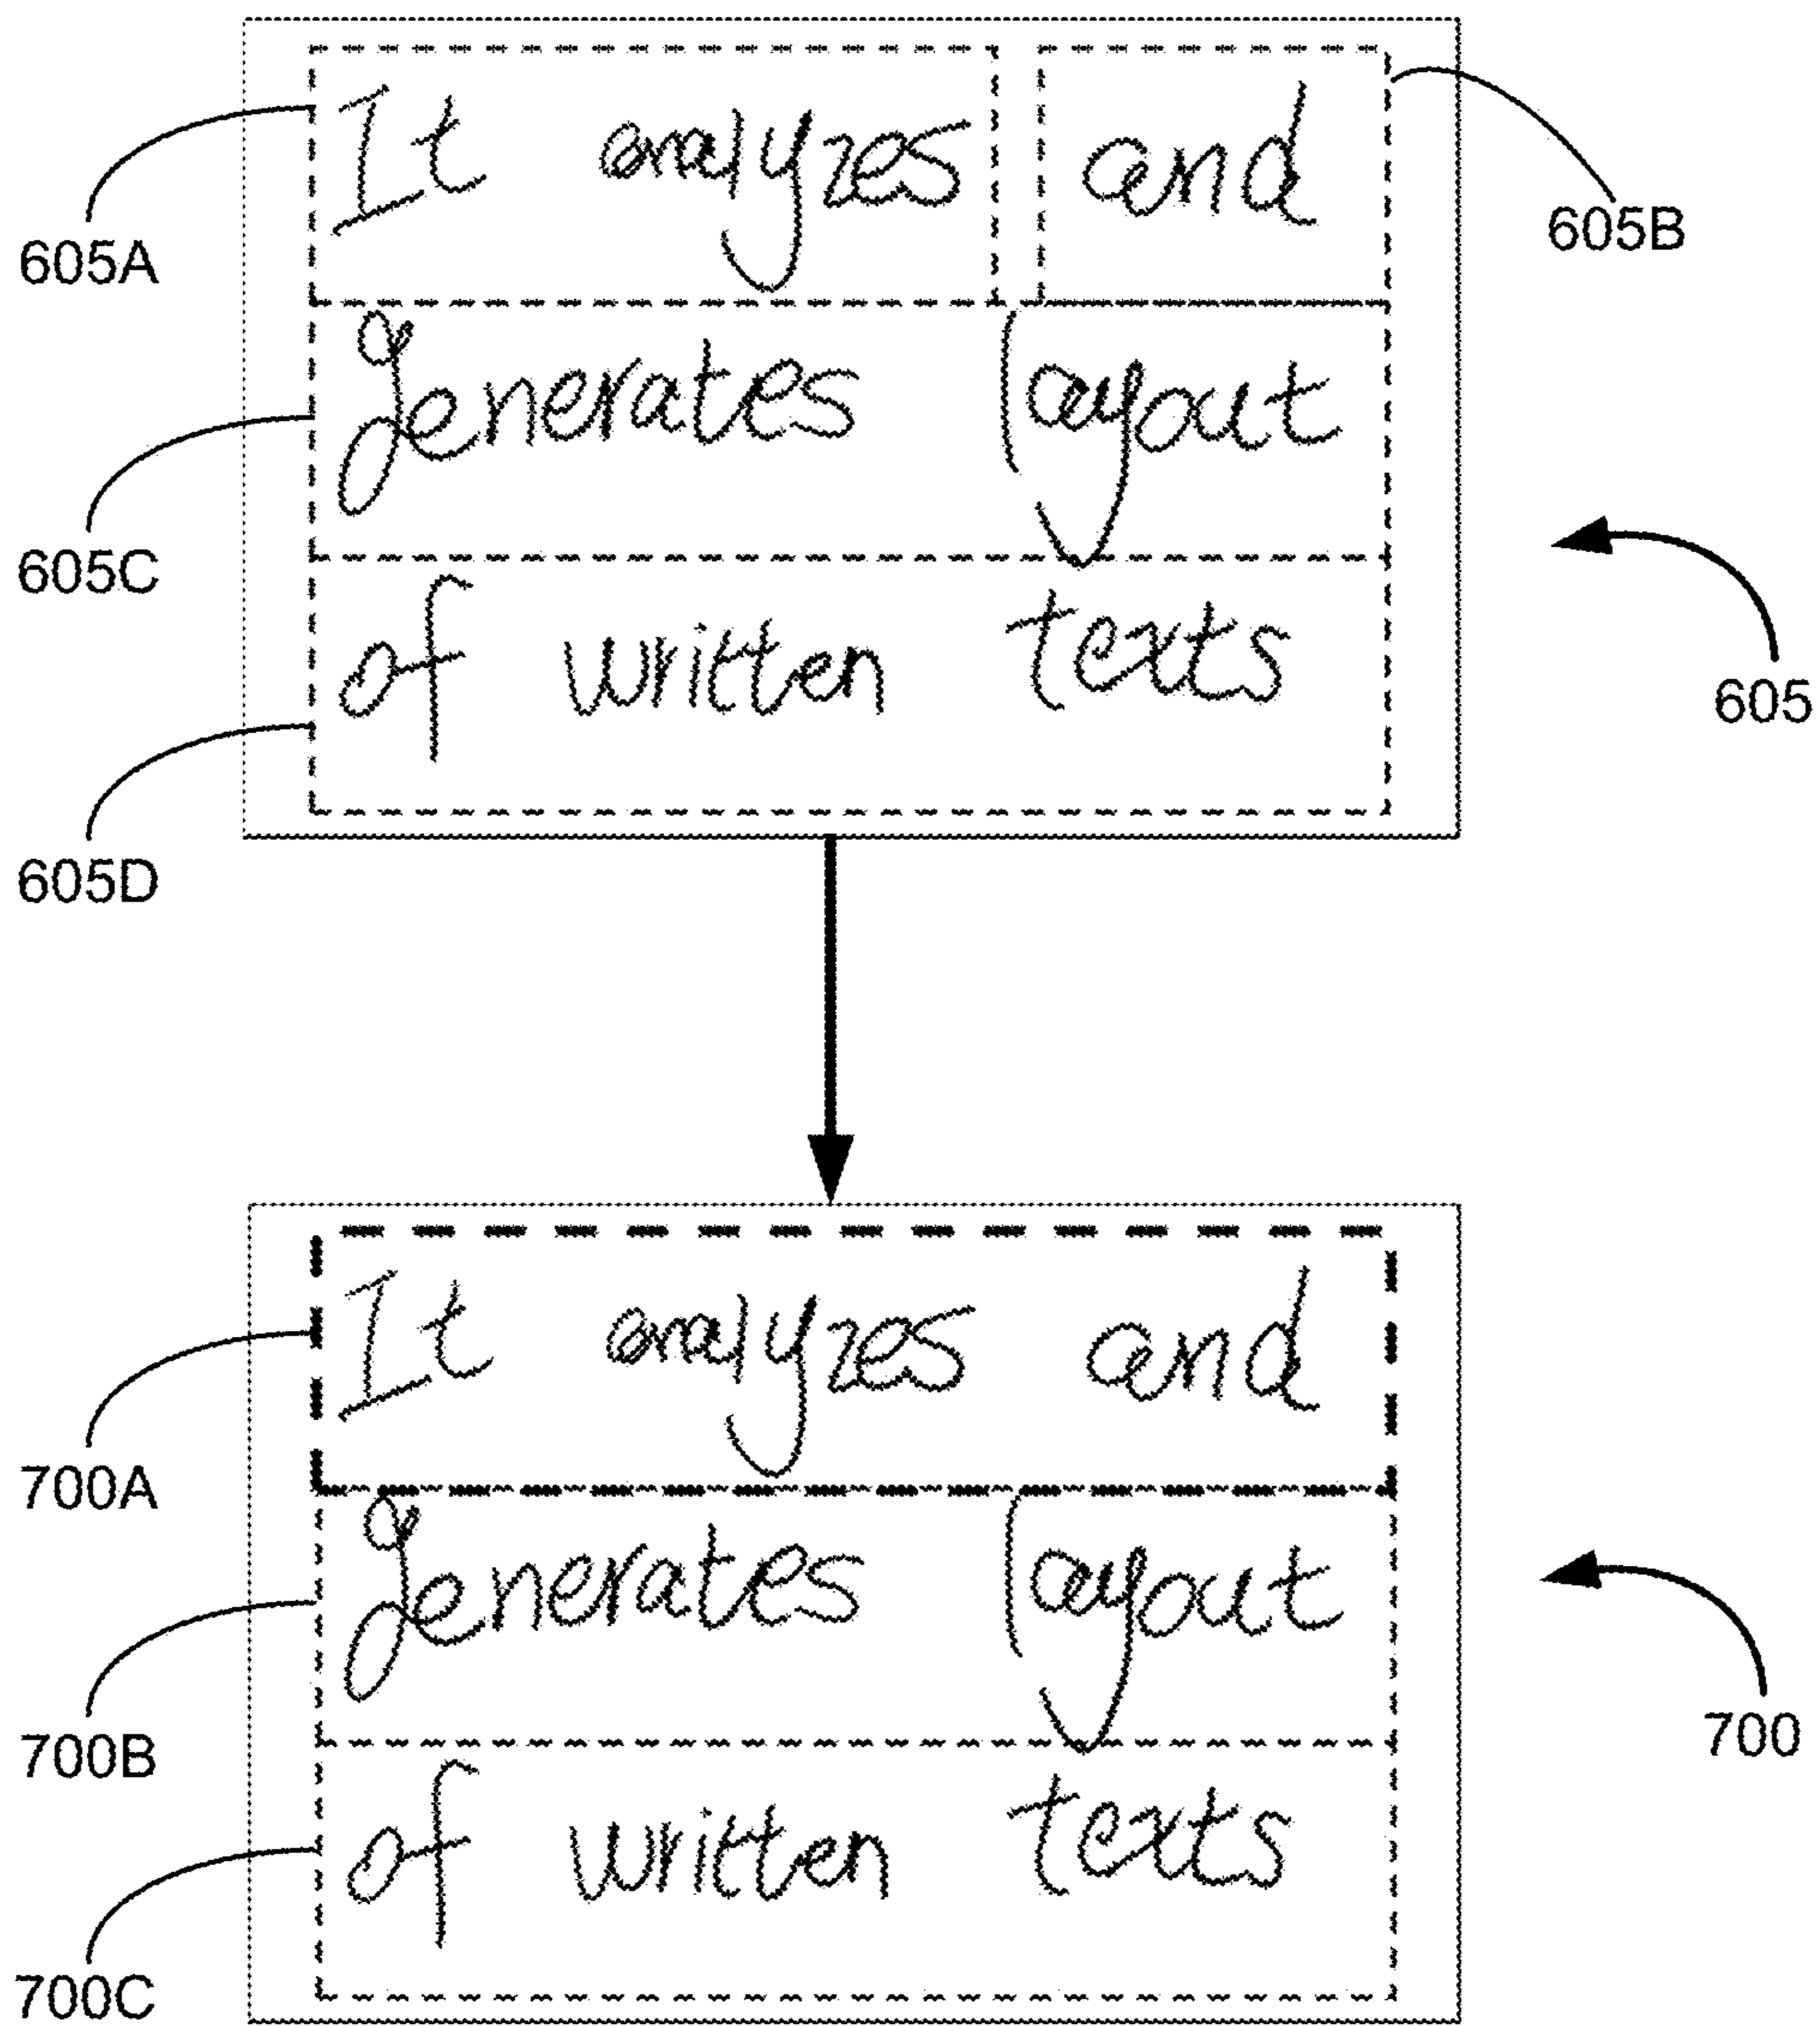 It analyzes and
605A
605B
generates layout
605C
of written texts
605
605D
It analyzes and
700A
generates layout
700B
700
of written texts
700C